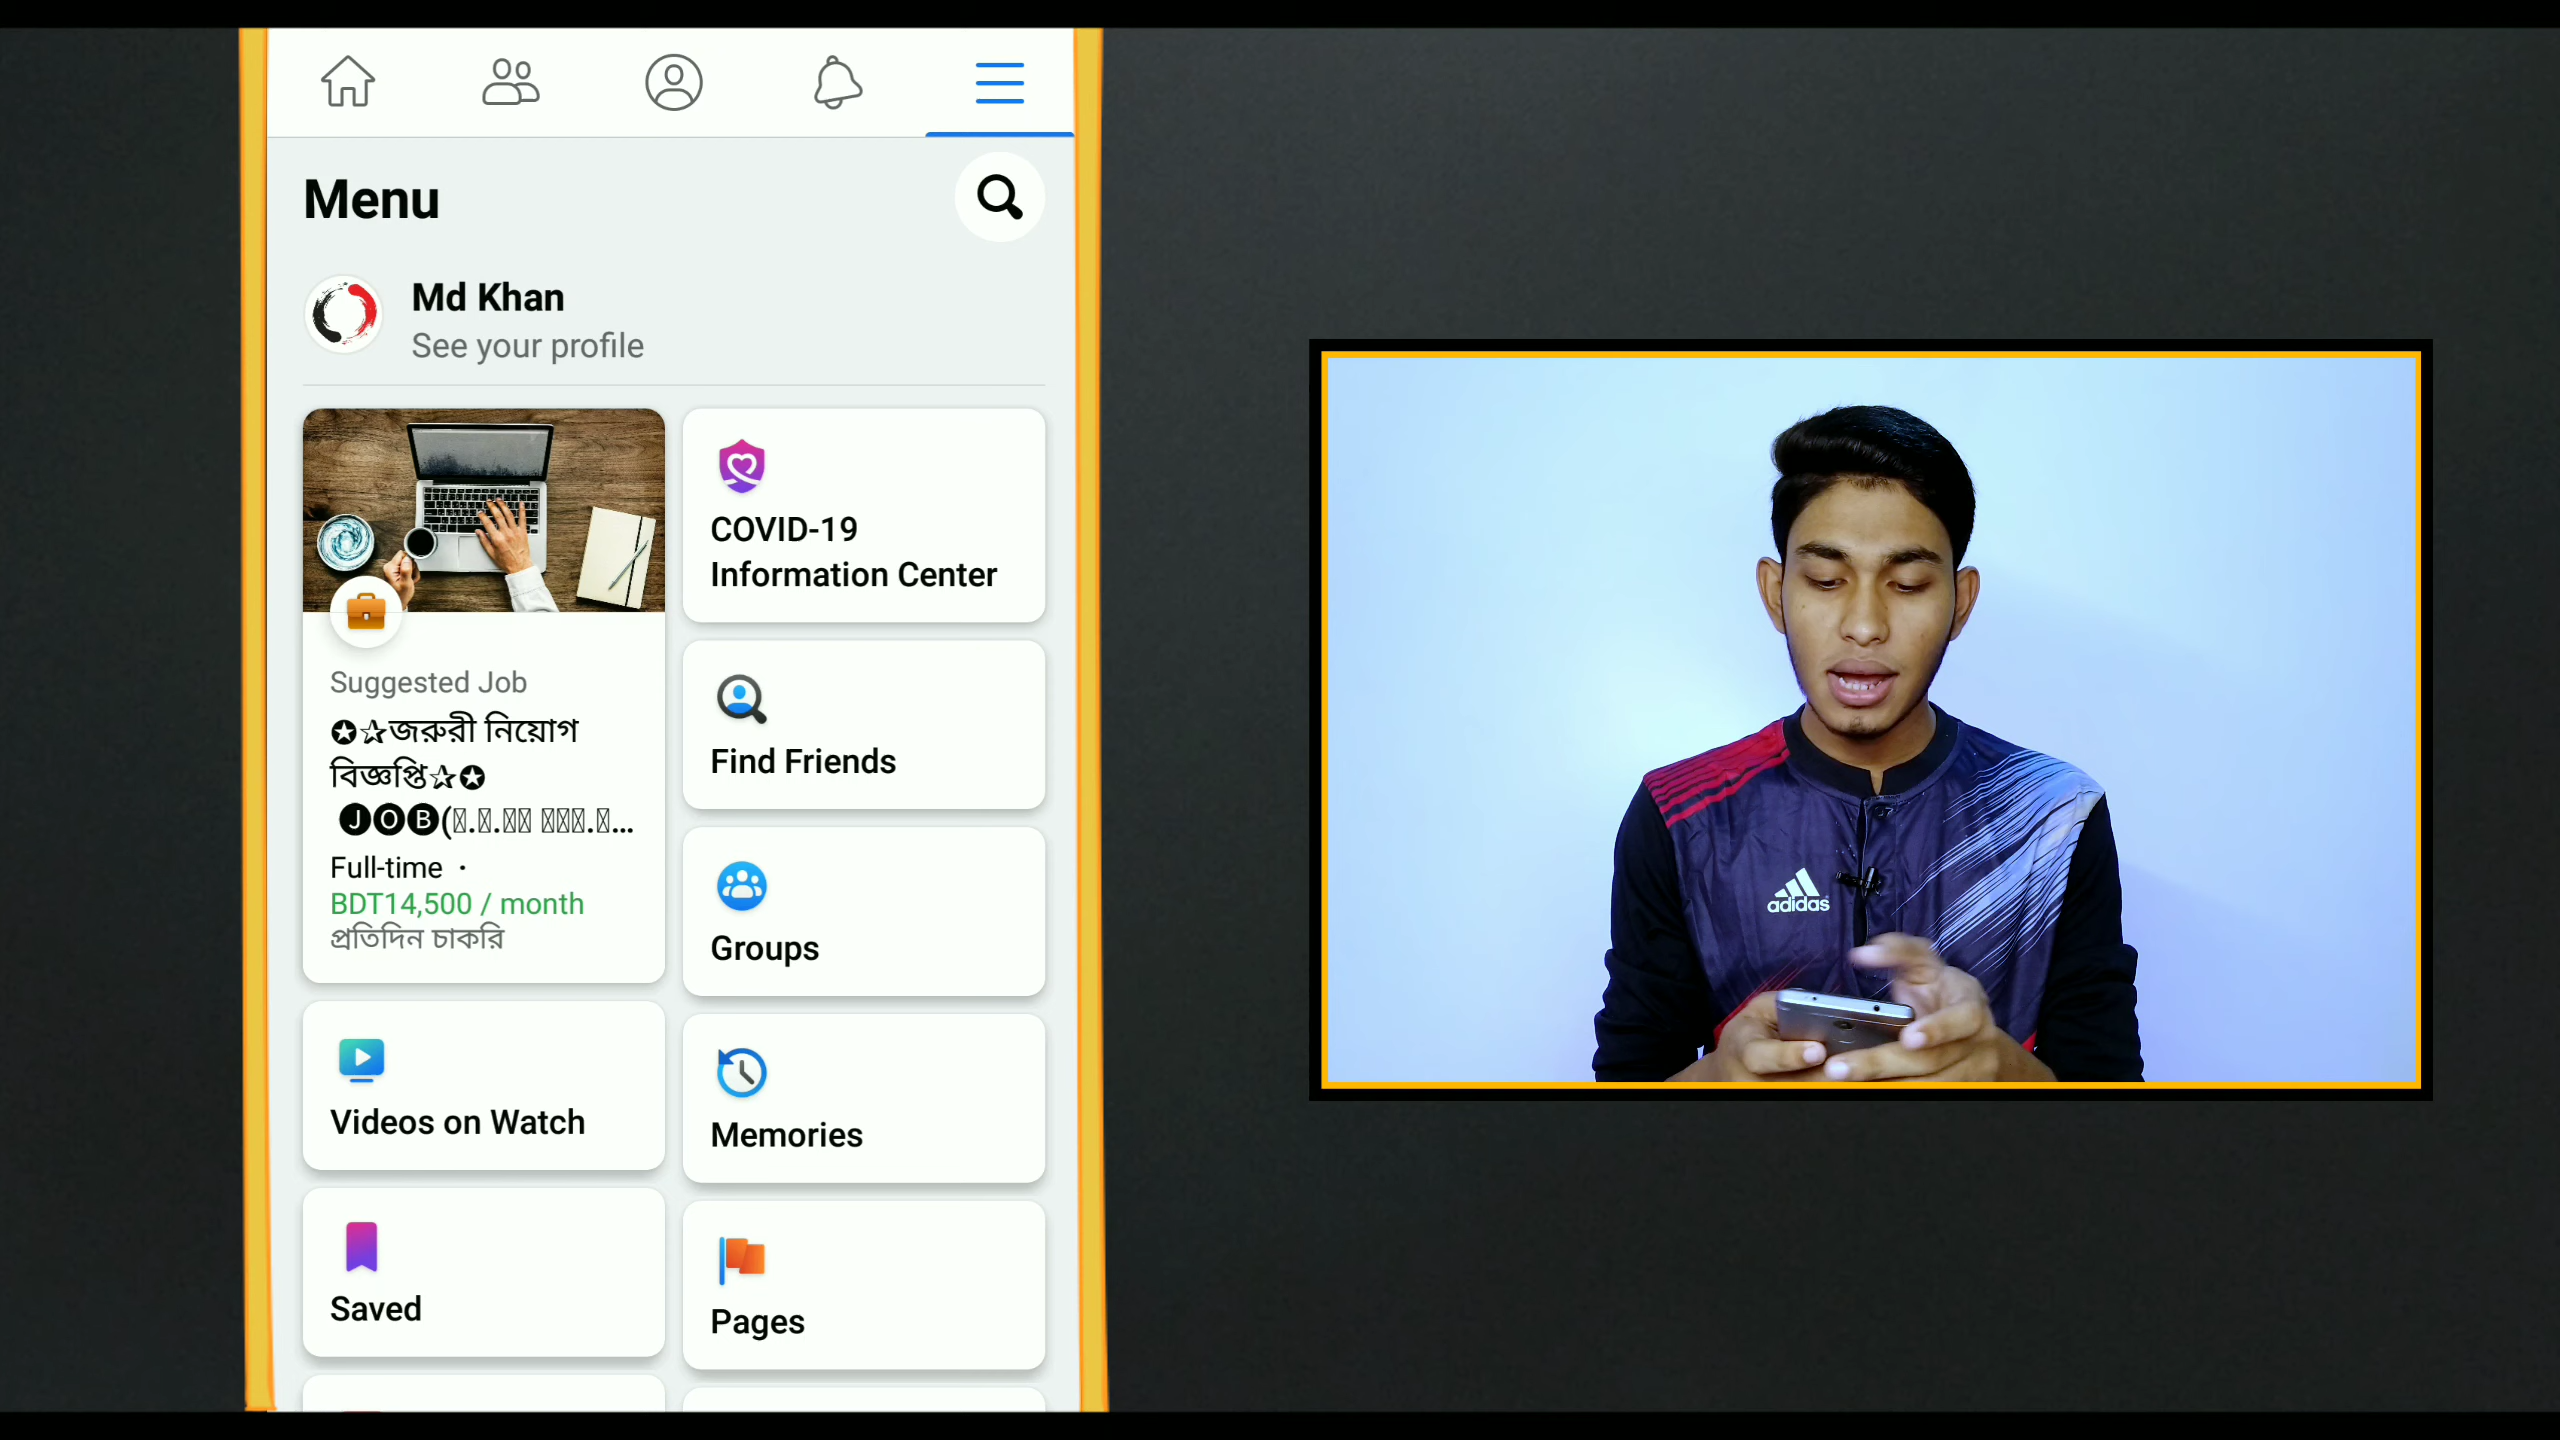 Menu
Md Khan
See your profile
COVID-19
Information Center
Suggested Job
✪☆জরুরী নিয়োগ
বিজ্ঞপ্তি☆✪
🅙🅞🅑(
Find Friends
Full-time ·
BDT14,500 / month
প্রতিদিন চাকরি
Groups
Videos on Watch
Memories
Saved
Pages
adidas